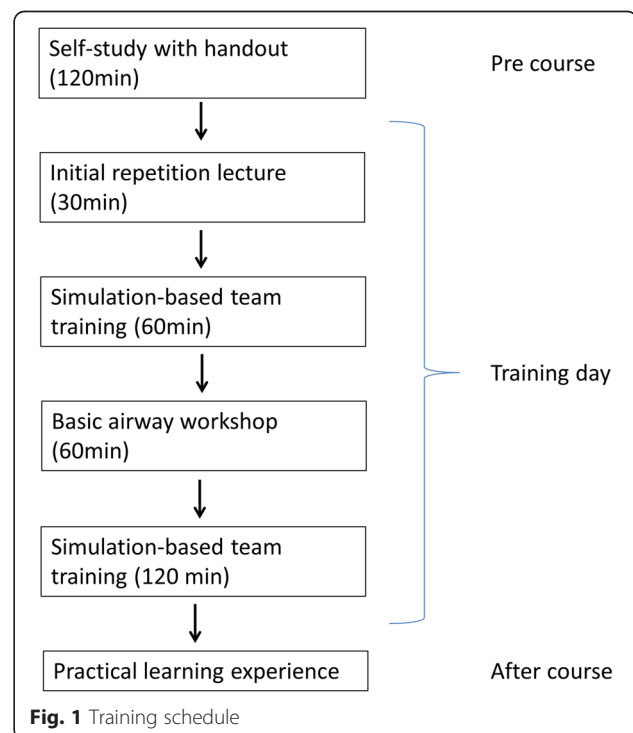 Self-study with handout
(120min)
Pre course
Initial repetition lecture
(30min)
Simulation-based team
training (60min)
Training day
Basic airway workshop
(60min)
Simulation-based team
training (120 min)
Practical learning experience
After course
Fig. 1 Training schedule